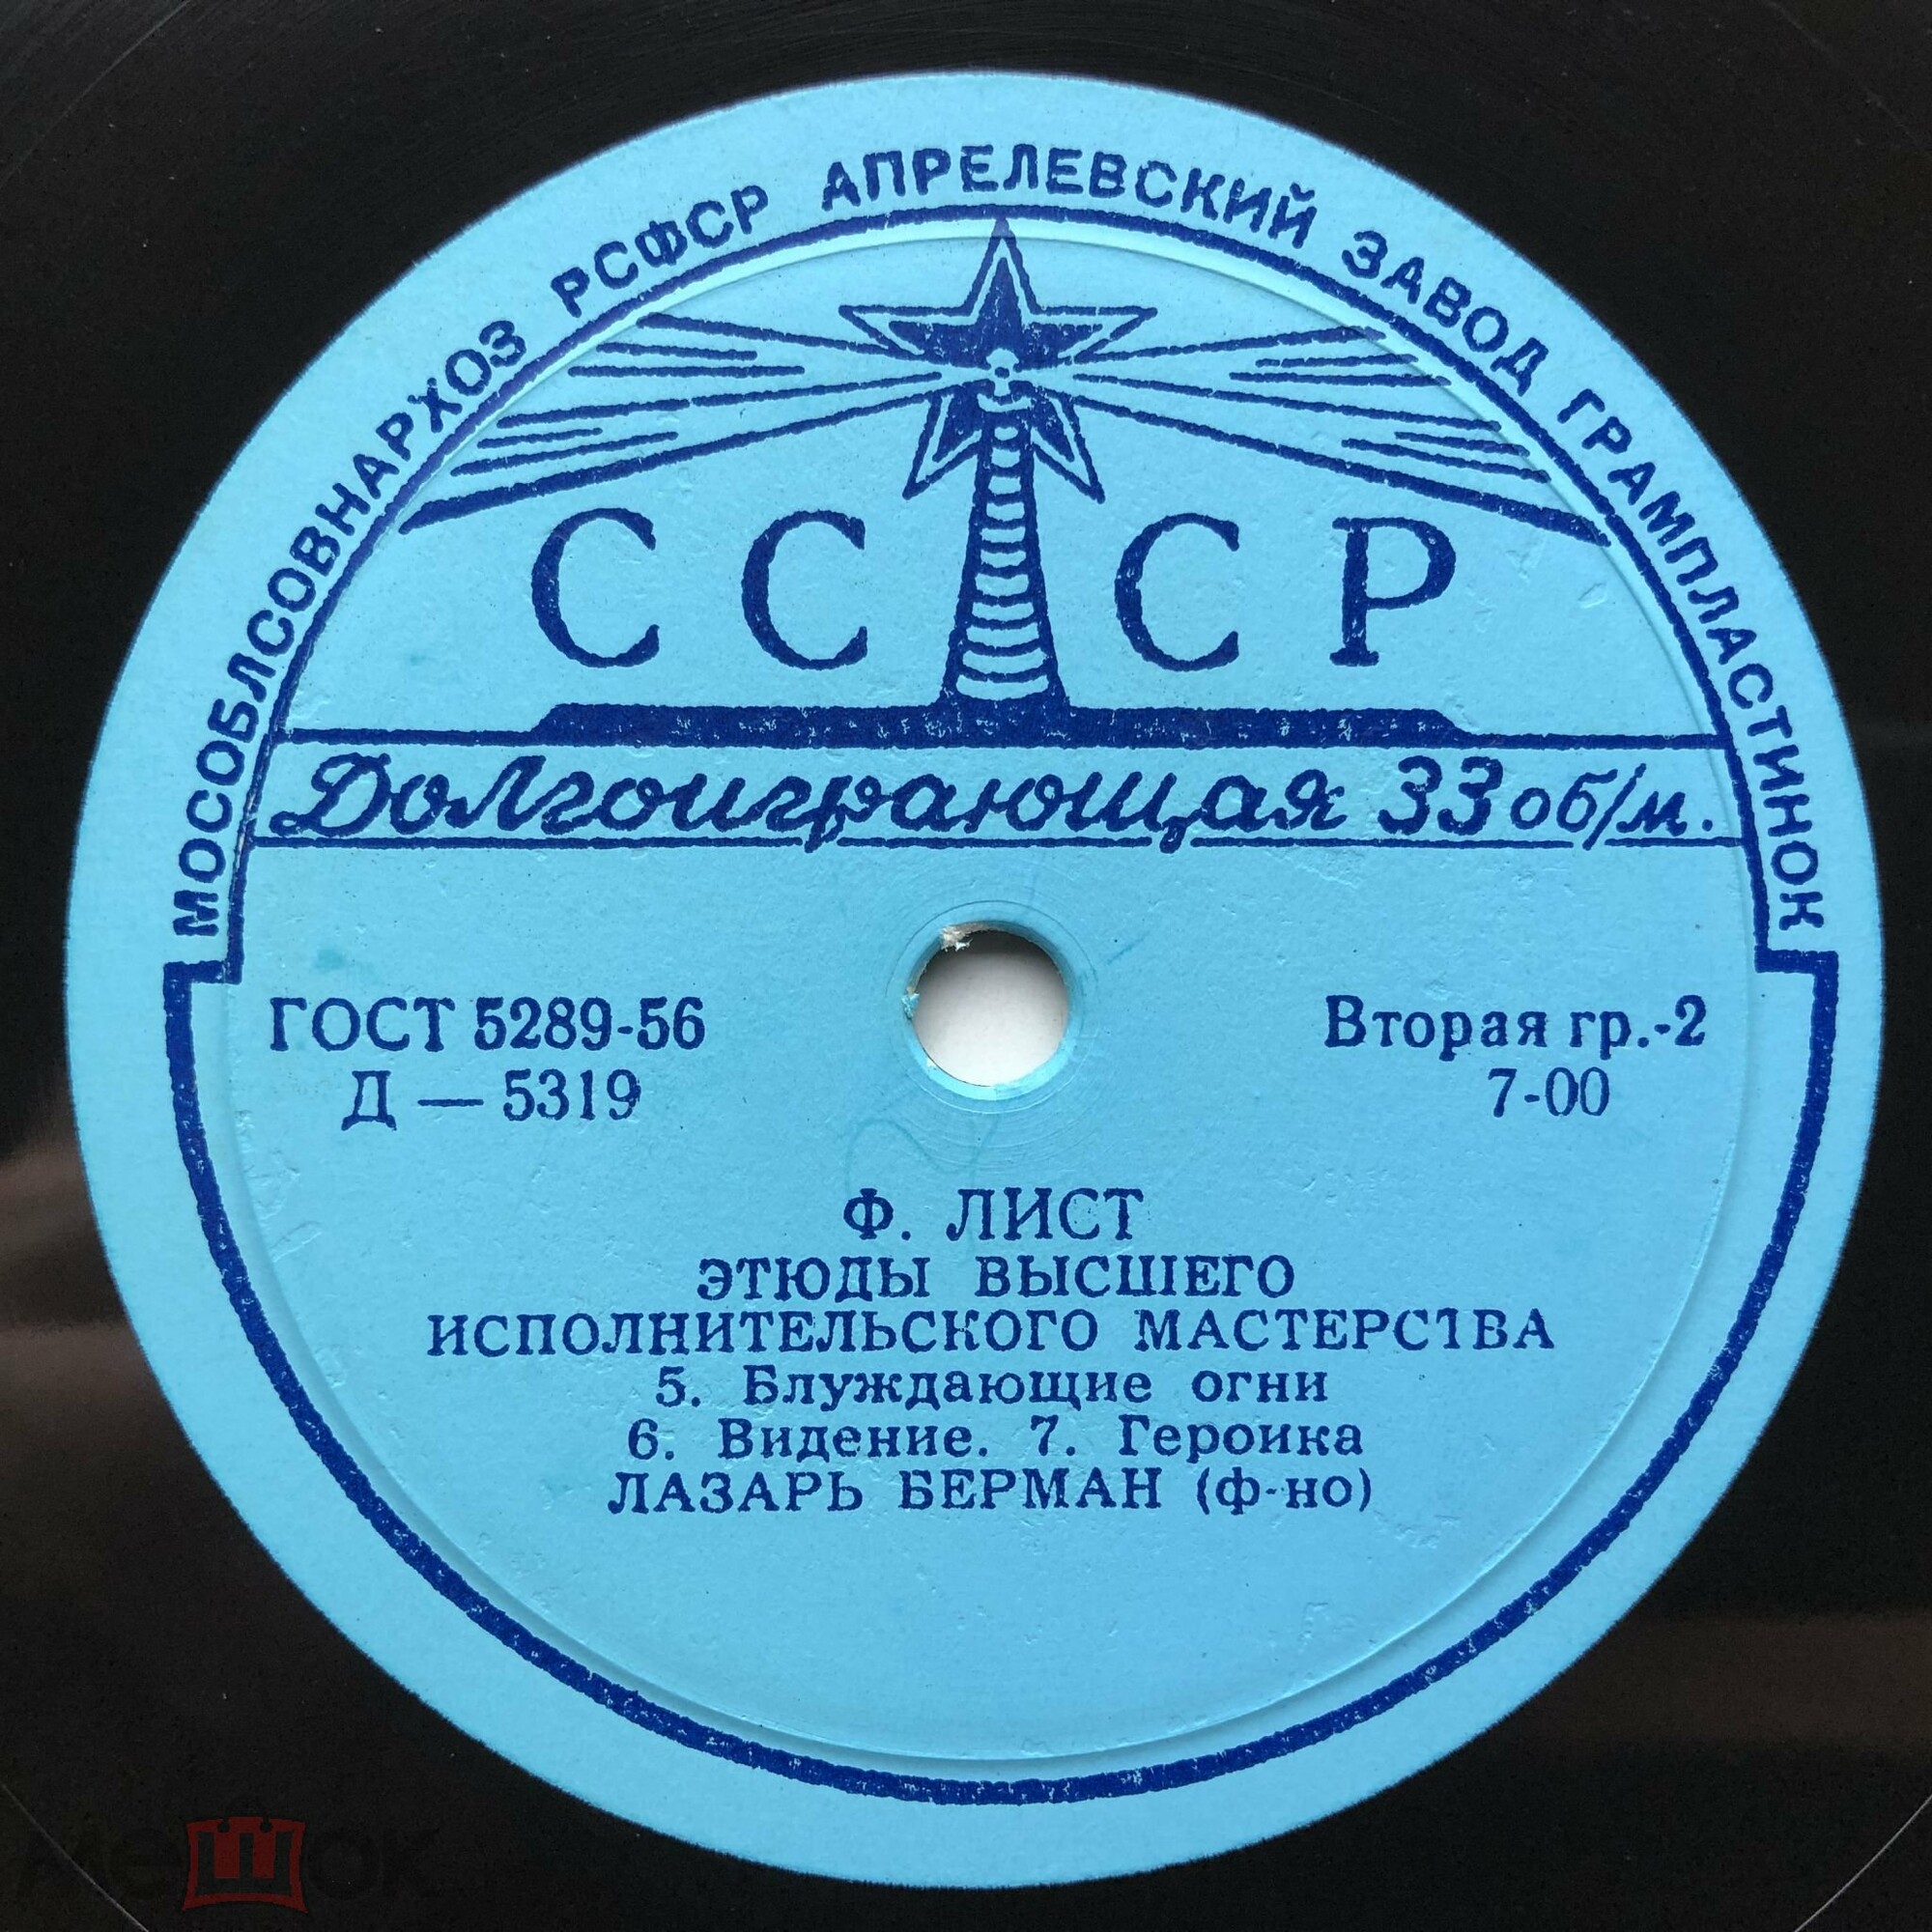 МОСОБЛСОВНАРХОЗ РСФСР АПРЕЛЕВСКИЙ ЗАВОД ГРАМПЛАСТИНОК
СССР
Долгоиграющая 33 об/м.
ГОСТ 5289-56
Д — 5319
Вторая гр.-2
7-00
Ф. ЛИСТ
ЭТЮДЫ ВЫСШЕГО
ИСПОЛНИТЕЛЬСКОГО МАСТЕРСТВА
5. Блуждающие огни
6. Видение. 7. Героика
ЛАЗАРЬ БЕРМАН (ф-но)
мешок